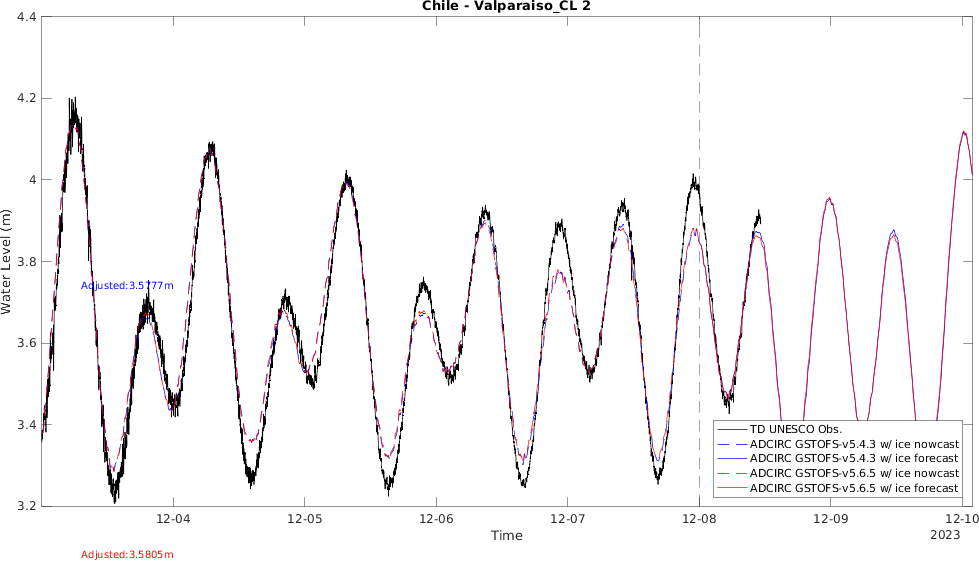 Chile - Valparaiso_CL 2
4.4
4.2
4
3.8
3.6
3.4
3.2
Water Level (m)
Adjusted:3.5777m
TD UNESCO Obs.
ADCIRC GSTOFS-v5.4.3 w/ ice nowcast
ADCIRC GSTOFS-v5.4.3 w/ ice forecast
ADCIRC GSTOFS-v5.6.5 w/ ice nowcast
ADCIRC GSTOFS-v5.6.5 w/ ice forecast
12-04 12-05 12-06 12-07 12-08 12-09 12-10
Time
2023
Adjusted:3.5805m